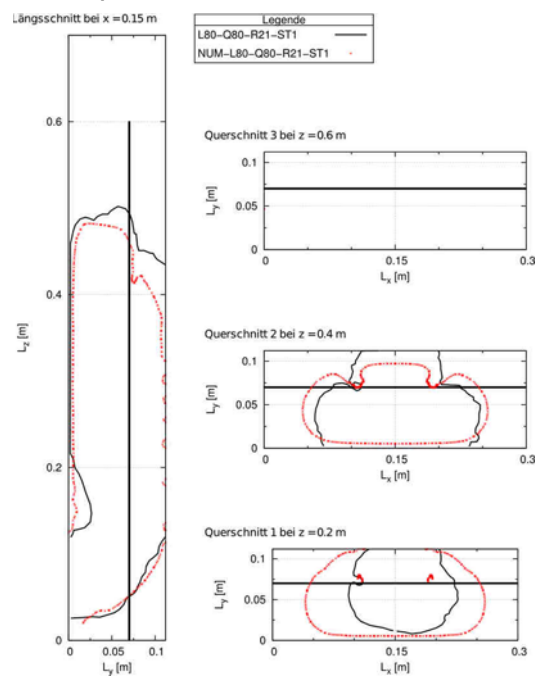 Längsschnitt bei x = 0.15 m
Legende
L80-Q80-R21-ST1
NUM-L80-Q80-R21-ST1
0.6
0.4
0.2
0
0 0.05 0.1
L_z [m]
L_y [m]
Querschnitt 3 bei z = 0.6 m
0.1
0.05
0
0 0.15 0.3
L_y [m]
L_x [m]
Querschnitt 2 bei z = 0.4 m
0.1
0.05
0
0 0.15 0.3
L_y [m]
L_x [m]
Querschnitt 1 bei z = 0.2 m
0.1
0.05
0
0 0.15 0.3
L_y [m]
L_x [m]